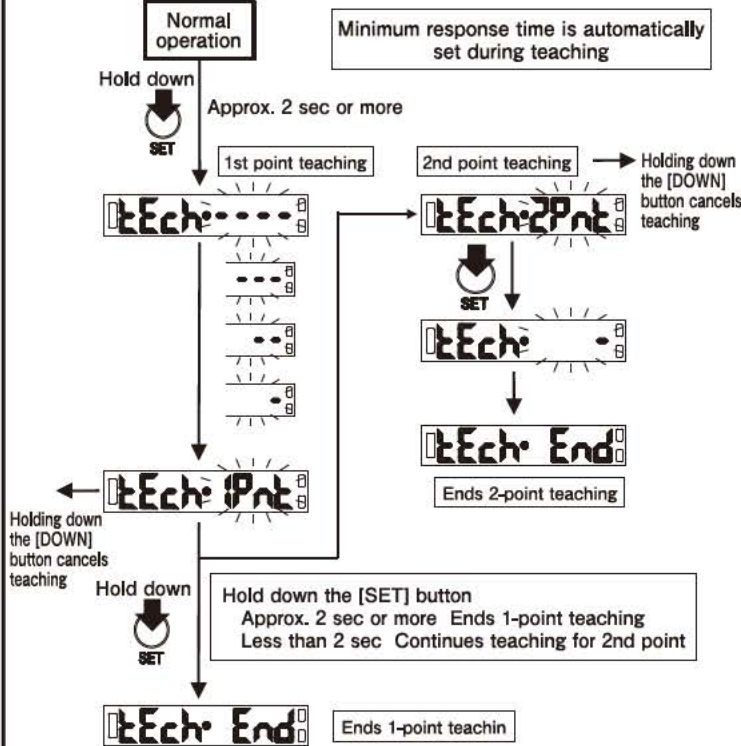 Normal
operation
Minimum response time is automatically
set during teaching
Hold down
SET
Approx. 2 sec or more
1st point teaching
tEch·----
---
--
-
tEch· 1Pnt
Holding down
the [DOWN]
button cancels
teaching
2nd point teaching
Holding down
the [DOWN]
button cancels
teaching
tEch·2Pnt
SET
tEch· -
tEch· End
Ends 2-point teaching
Hold down
SET
Hold down the [SET] button
Approx. 2 sec or more Ends 1-point teaching
Less than 2 sec Continues teaching for 2nd point
tEch· End
Ends 1-point teachin